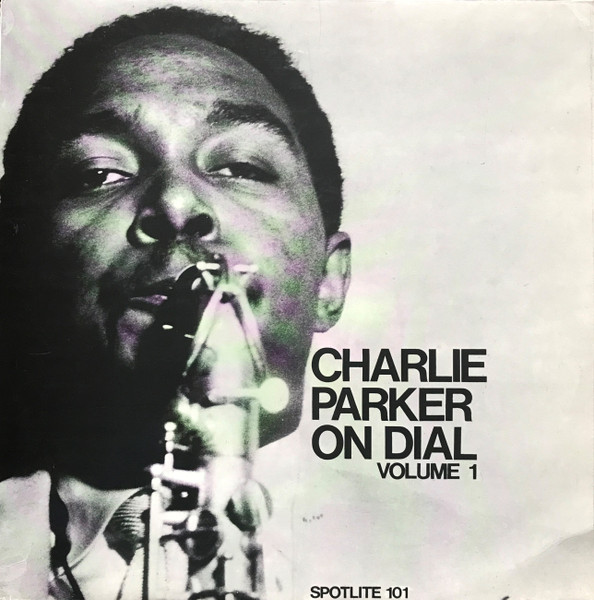 CHARLIE
PARKER
ON DIAL
VOLUME 1
SPOTLITE 101